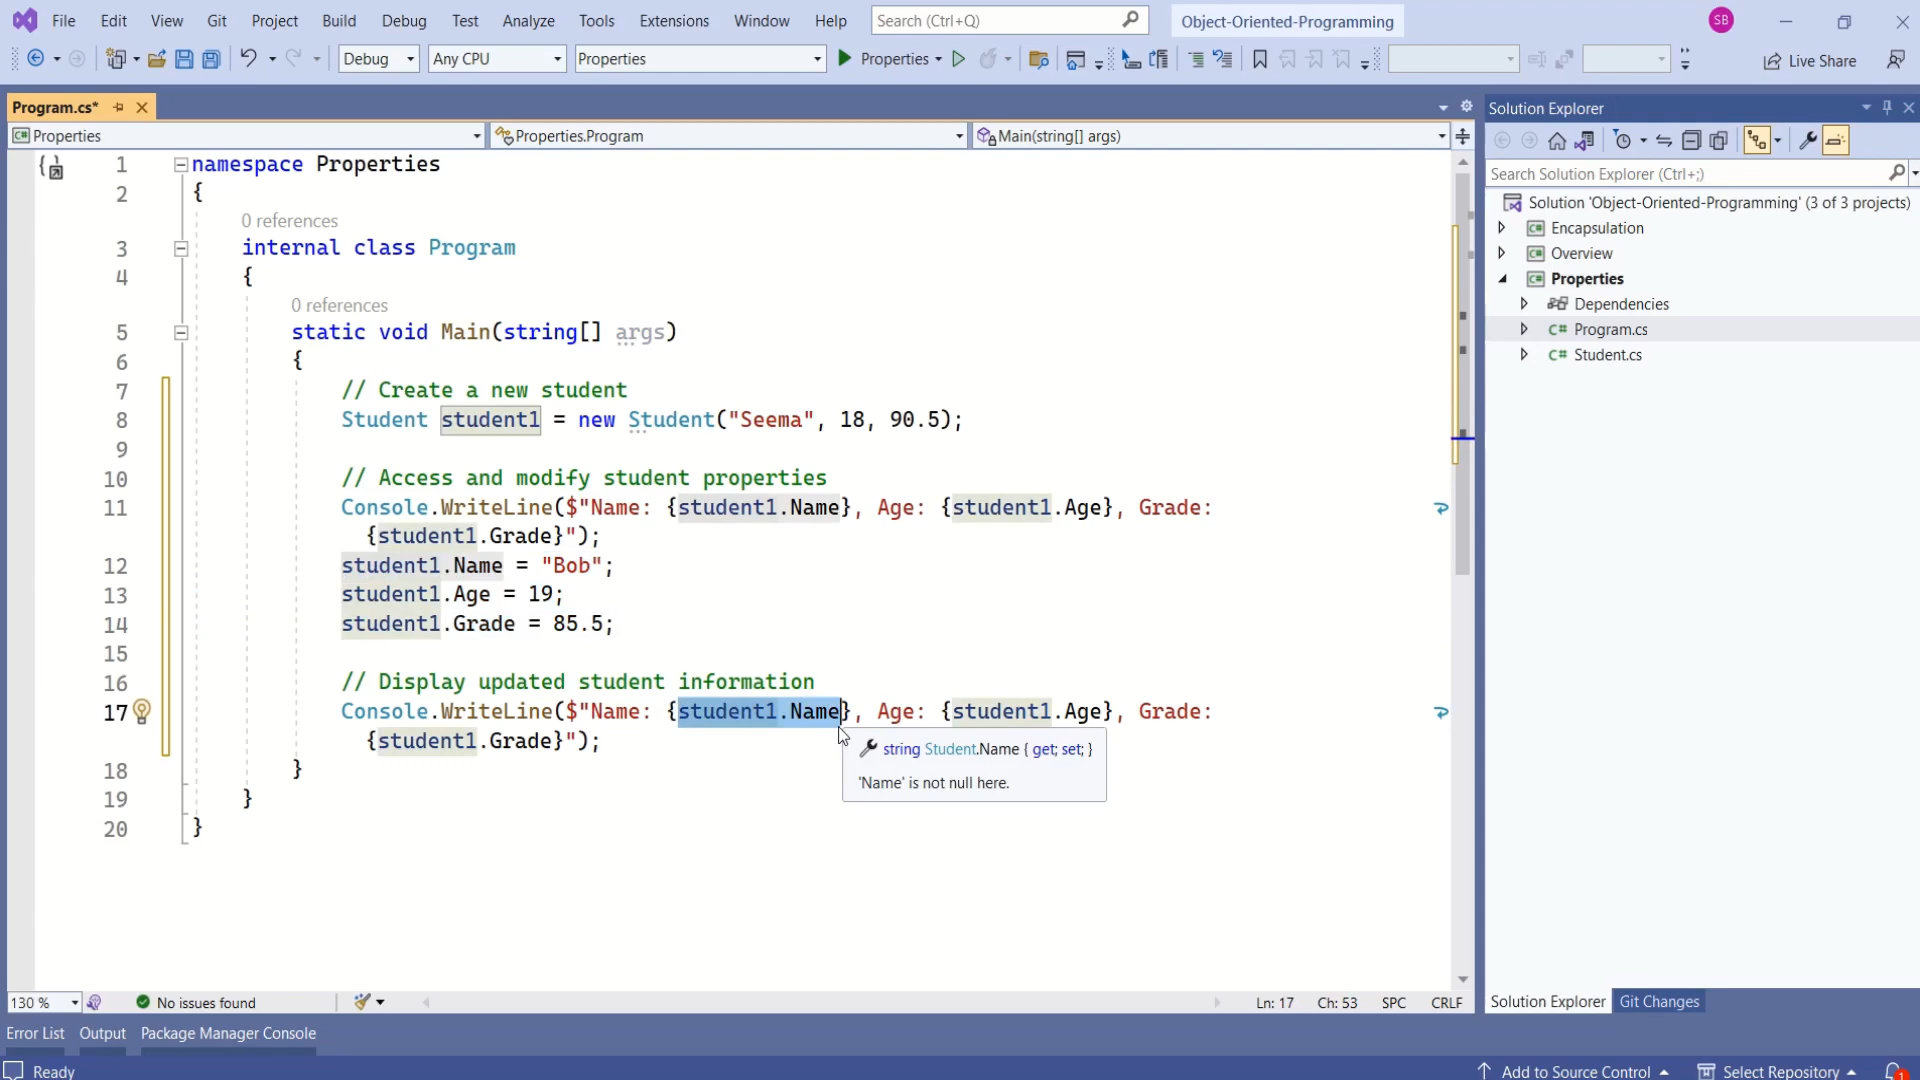 File Edit View Git Project Build Debug Test Analyze Tools Extensions Window Help Search (Ctrl+Q) Object-Oriented-Programming SB
Debug Any CPU Properties Properties Live Share
Program.cs*
Properties Properties.Program Main(string[] args)
1 namespace Properties
2 {
0 references
3 internal class Program
4 {
0 references
5 static void Main(string[] args)
6 {
7 // Create a new student
8 Student student1 = new Student("Seema", 18, 90.5);
9
10 // Access and modify student properties
11 Console.WriteLine($"Name: {student1.Name}, Age: {student1.Age}, Grade:
{student1.Grade}");
12 student1.Name = "Bob";
13 student1.Age = 19;
14 student1.Grade = 85.5;
15
16 // Display updated student information
17 Console.WriteLine($"Name: {student1.Name}, Age: {student1.Age}, Grade:
{student1.Grade}");
string Student.Name { get; set; }
'Name' is not null here.
18 }
19 }
20 }
130 % No issues found Ln: 17 Ch: 53 SPC CRLF
Solution Explorer
Search Solution Explorer (Ctrl+;)
Solution 'Object-Oriented-Programming' (3 of 3 projects)
C# Encapsulation
C# Overview
C# Properties
Dependencies
C# Program.cs
C# Student.cs
Solution Explorer Git Changes
Error List Output Package Manager Console
Ready Add to Source Control Select Repository 1